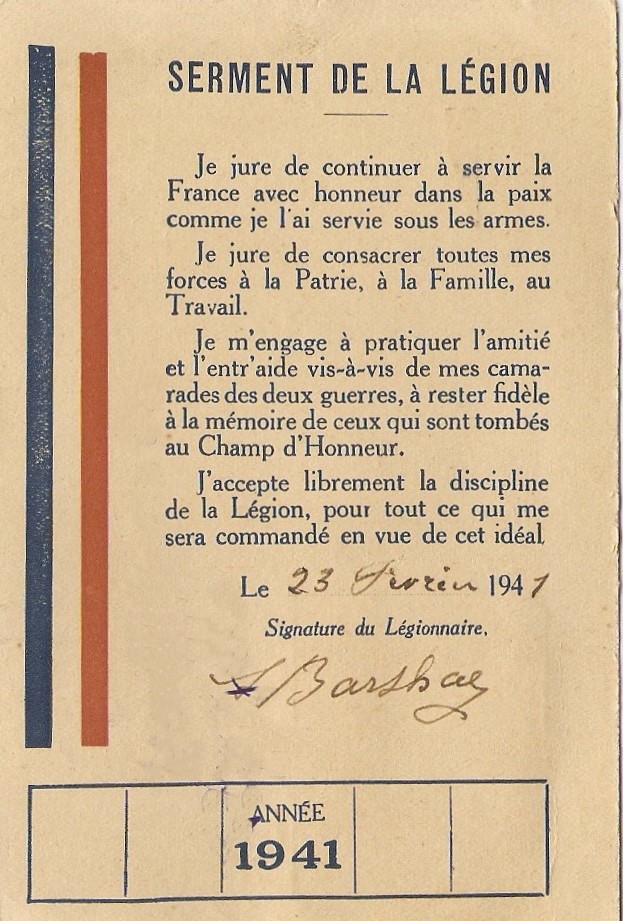 SERMENT DE LA LÉGION
Je jure de continuer à servir la
France avec honneur dans la paix
comme je l'ai servie sous les armes.
Je jure de consacrer toutes mes
forces à la Patrie, à la Famille, au
Travail.
Je m'engage à pratiquer l'amitié
et l'entr'aide vis-à-vis de mes cama-
rades des deux guerres, à rester fidèle
à la mémoire de ceux qui sont tombés
au Champ d'Honneur.
J'accepte librement la discipline
de la Légion, pour tout ce qui me
sera commandé en vue de cet idéal
Le 23 1941
Signature du Légionnaire.
ANNÉE
1941